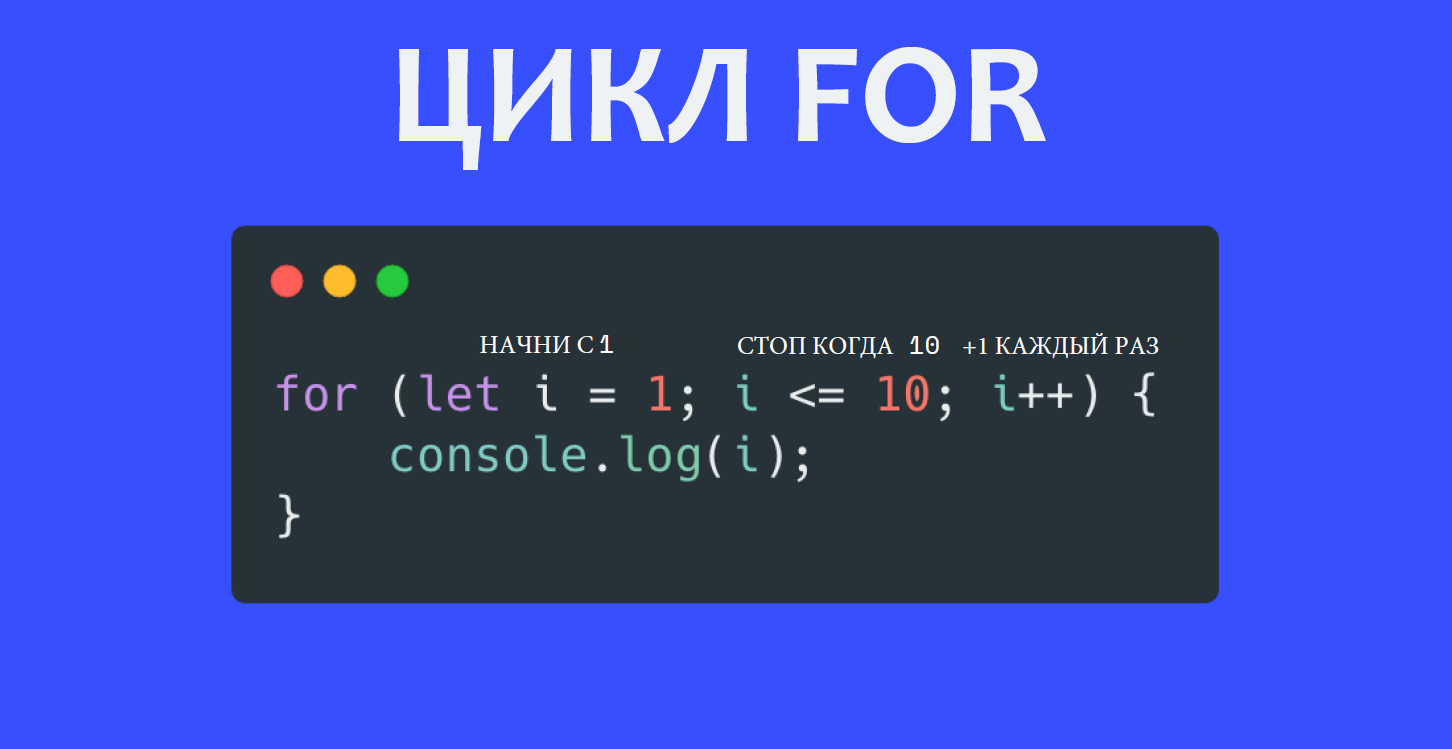 ЦИКЛ FOR
НАЧНИ С 1 СТОП КОГДА 10 +1 КАЖДЫЙ РАЗ
for (let i = 1; i <= 10; i++) {
    console.log(i);
}